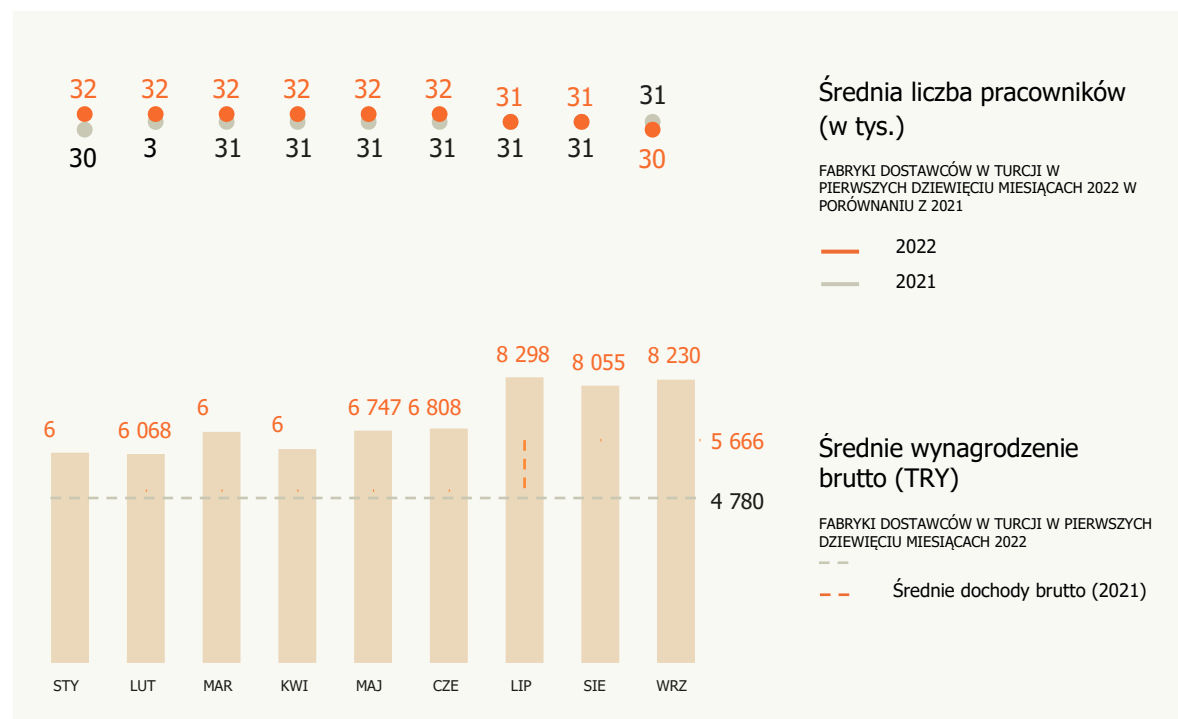 32 32 32 32 32 32 31 31 31
30 3 31 31 31 31 31 31 30
Średnia liczba pracowników
(w tys.)
FABRYKI DOSTAWCÓW W TURCJI W
PIERWSZYCH DZIEWIĘCIU MIESIĄCACH 2022 W
PORÓWNANIU Z 2021
2022
2021
6 6 068 6 6 6 747 6 808 8 298 8 055 8 230
5 666
4 780
Średnie wynagrodzenie
brutto (TRY)
FABRYKI DOSTAWCÓW W TURCJI W PIERWSZYCH
DZIEWIĘCIU MIESIĄCACH 2022
Średnie dochody brutto (2021)
STY LUT MAR KWI MAJ CZE LIP SIE WRZ